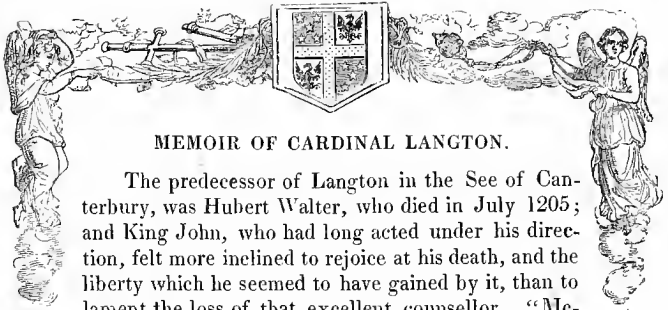 MEMOIR OF CARDINAL LANGTON.
The predecessor of Langton in the See of Can-
terbury, was Hubert Walter, who died in July 1205;
and King John, who had long acted under his direc-
tion, felt more inclined to rejoice at his death, and the
liberty which he seemed to have gained by it, than to
lament the loss of that excellent counsellor. "Me-